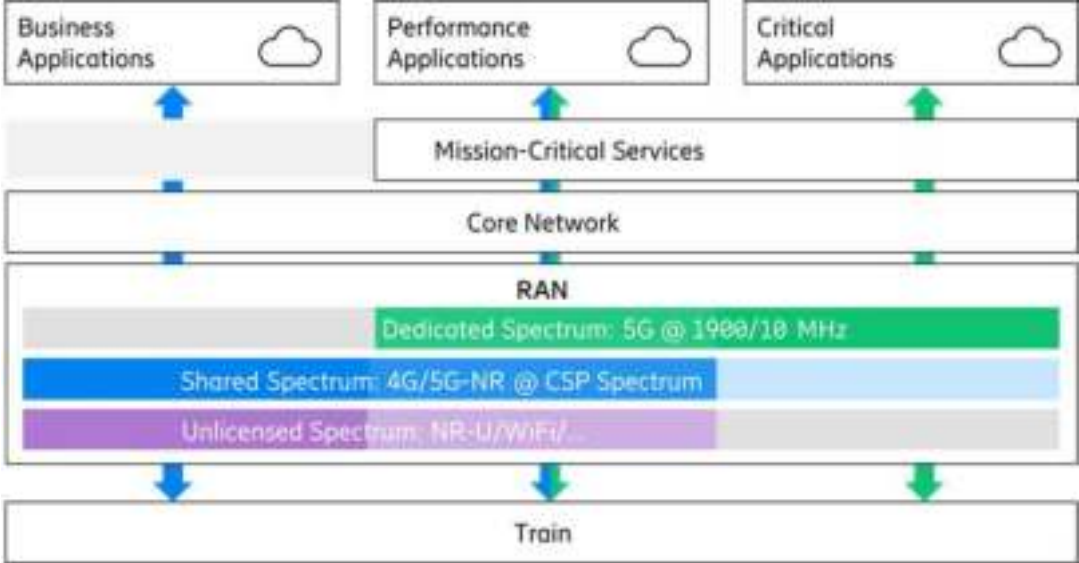 Business
Applications
Performance
Applications
Critical
Applications
Mission-Critical Services
Core Network
RAN
Dedicated Spectrum: 5G @ 1900/10 MHz
Shared Spectrum: 4G/5G-NR @ CSP Spectrum
Unlicensed Spectrum: NR-U/WiFi/...
Train